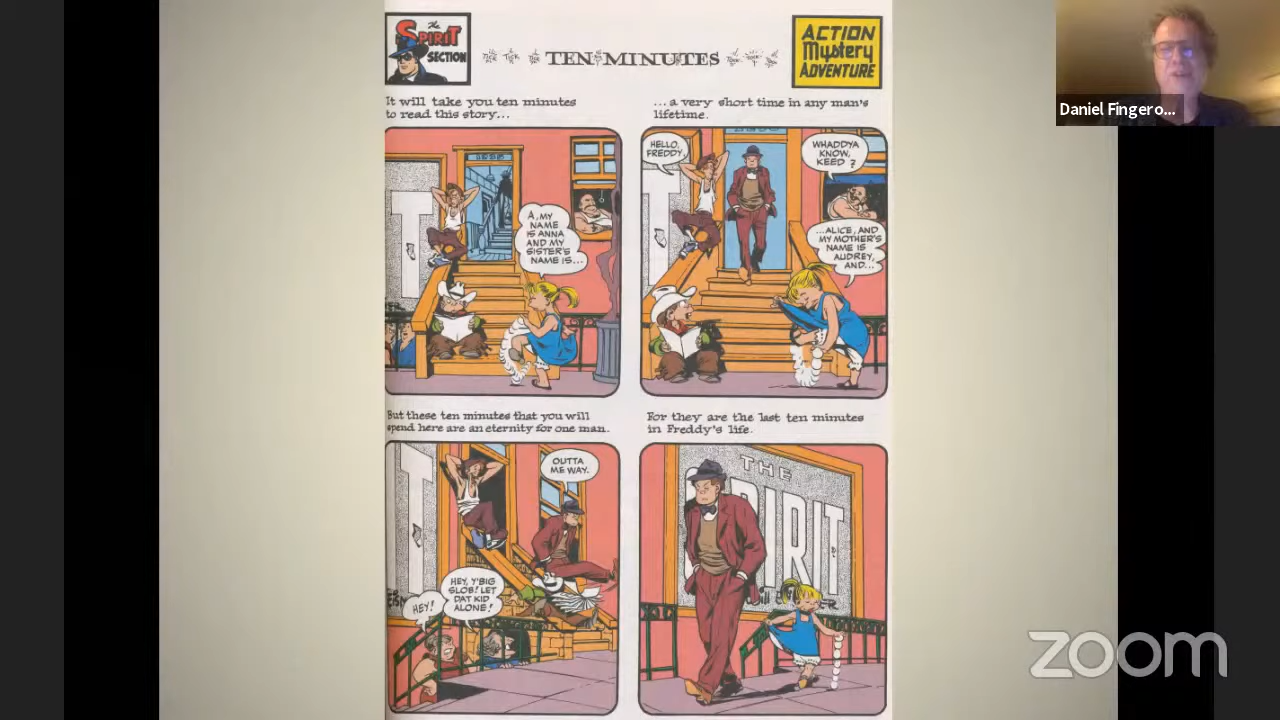 The
SPIRIT
SECTION
TEN MINUTES
ACTION
Mystery
ADVENTURE
Daniel Fingero...
It will take you ten minutes
to read this story...
...a very short time in any man's
lifetime.
A, MY
NAME
IS ANNA
AND MY
SISTER'S
NAME IS...
HELLO,
FREDDY.
WHADDYA
KNOW,
KEED?
...ALICE, AND
MY MOTHER'S
NAME IS
AUDREY,
AND...
T
But these ten minutes that you will
spend here are an eternity for one man.
For they are the last ten minutes
in Freddy's life.
OUTTA
ME WAY.
HEY, Y'BIG
SLOB! LET
DAT KID
ALONE!
HEY!
T
THE
SPIRIT
zoom